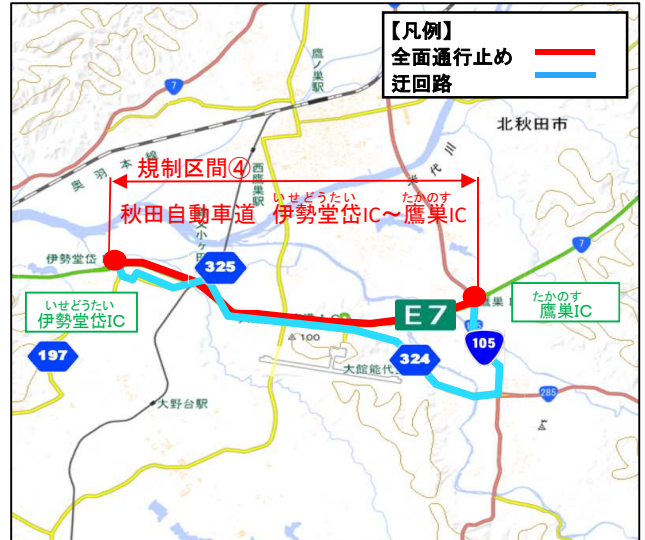 【凡例】
全面通行止め
迂回路
7
鷹ノ巣駅
北秋田市
奥羽本線
西鷹巣駅
米代川
規制区間④
いせどうたい たかのす
秋田自動車道 伊勢堂岱IC～鷹巣IC
7
伊勢堂岱
325
いせどうたい
伊勢堂岱IC
たかのす
鷹巣IC
E7
105
100
197
324
大館能代
285
大野台駅